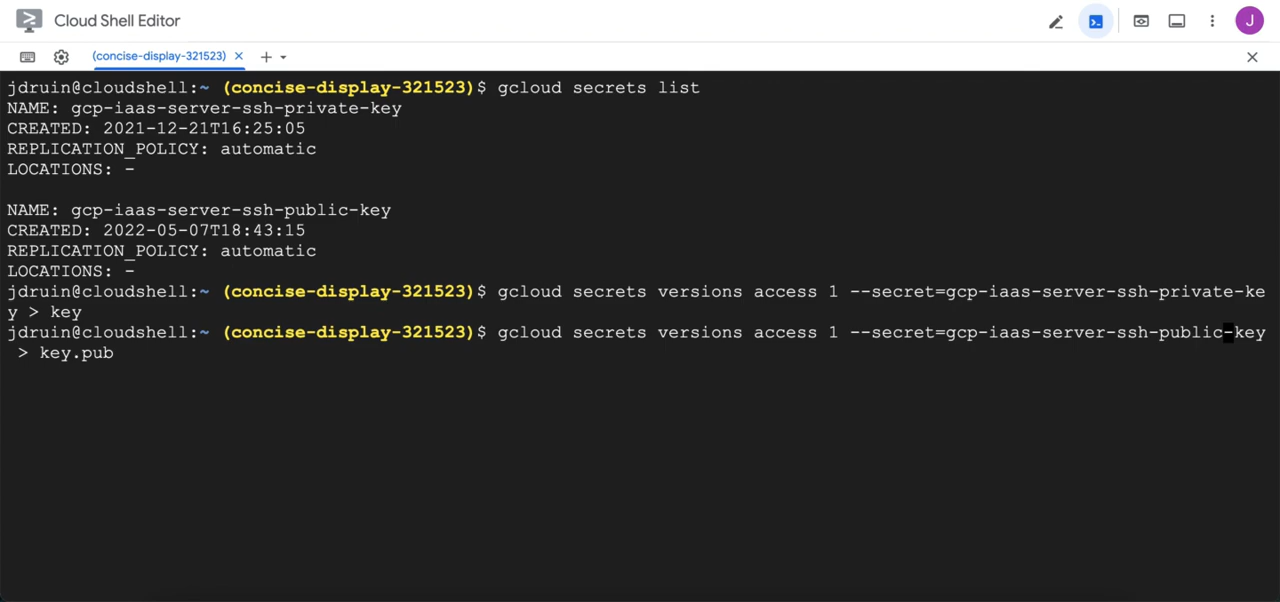 Cloud Shell Editor
J
(concise-display-321523)
jdruin@cloudshell:~ (concise-display-321523)$ gcloud secrets list
NAME: gcp-iaas-server-ssh-private-key
CREATED: 2021-12-21T16:25:05
REPLICATION_POLICY: automatic
LOCATIONS: -
NAME: gcp-iaas-server-ssh-public-key
CREATED: 2022-05-07T18:43:15
REPLICATION_POLICY: automatic
LOCATIONS: -
jdruin@cloudshell:~ (concise-display-321523)$ gcloud secrets versions access 1 --secret=gcp-iaas-server-ssh-private-ke
y > key
jdruin@cloudshell:~ (concise-display-321523)$ gcloud secrets versions access 1 --secret=gcp-iaas-server-ssh-public-key
> key.pub